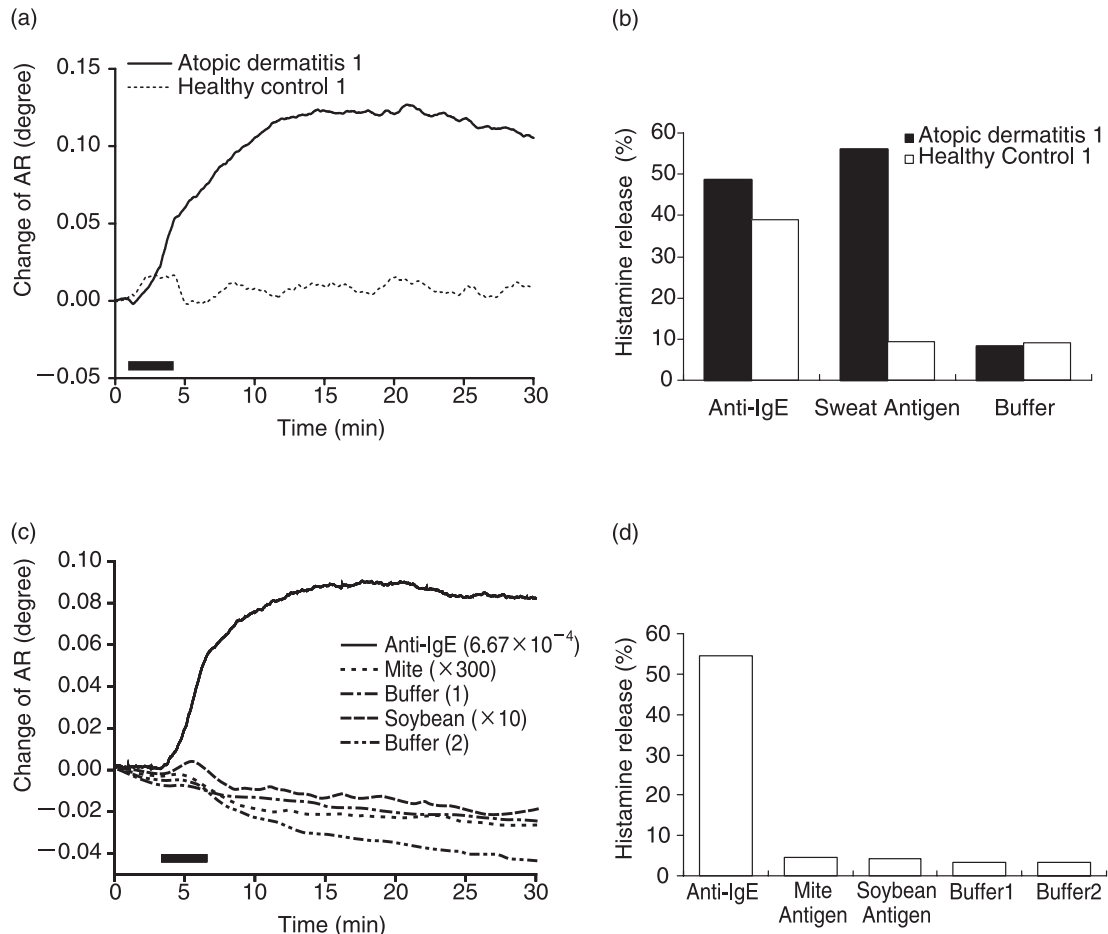 (a)
Atopic dermatitis 1
Healthy control 1
Change of AR (degree)
0.15
0.10
0.05
0.00
−0.05
0 5 10 15 20 25 30
Time (min)
(b)
Atopic dermatitis 1
Healthy Control 1
Histamine release (%)
60
50
40
30
20
10
0
Anti-IgE Sweat Antigen Buffer
(c)
Change of AR (degree)
0.10
0.08
0.06
0.04
0.02
0.00
−0.02
−0.04
Anti-IgE (6.67×10⁻⁴)
Mite (×300)
Buffer (1)
Soybean (×10)
Buffer (2)
0 5 10 15 20 25 30
Time (min)
(d)
Histamine release (%)
60
50
40
30
20
10
0
Anti-IgE Mite Soybean Buffer1 Buffer2
Antigen Antigen